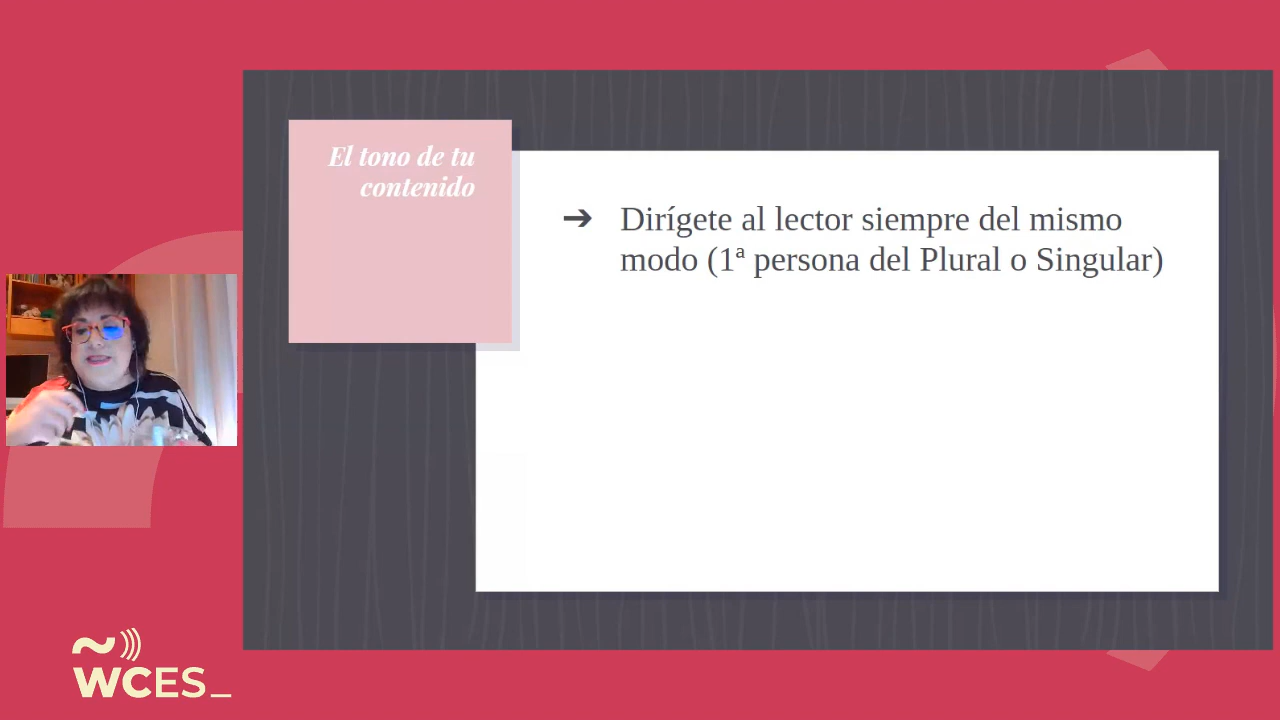 El tono de tu
contenido
➔ Dirígete al lector siempre del mismo
modo (1ª persona del Plural o Singular)
WCES_